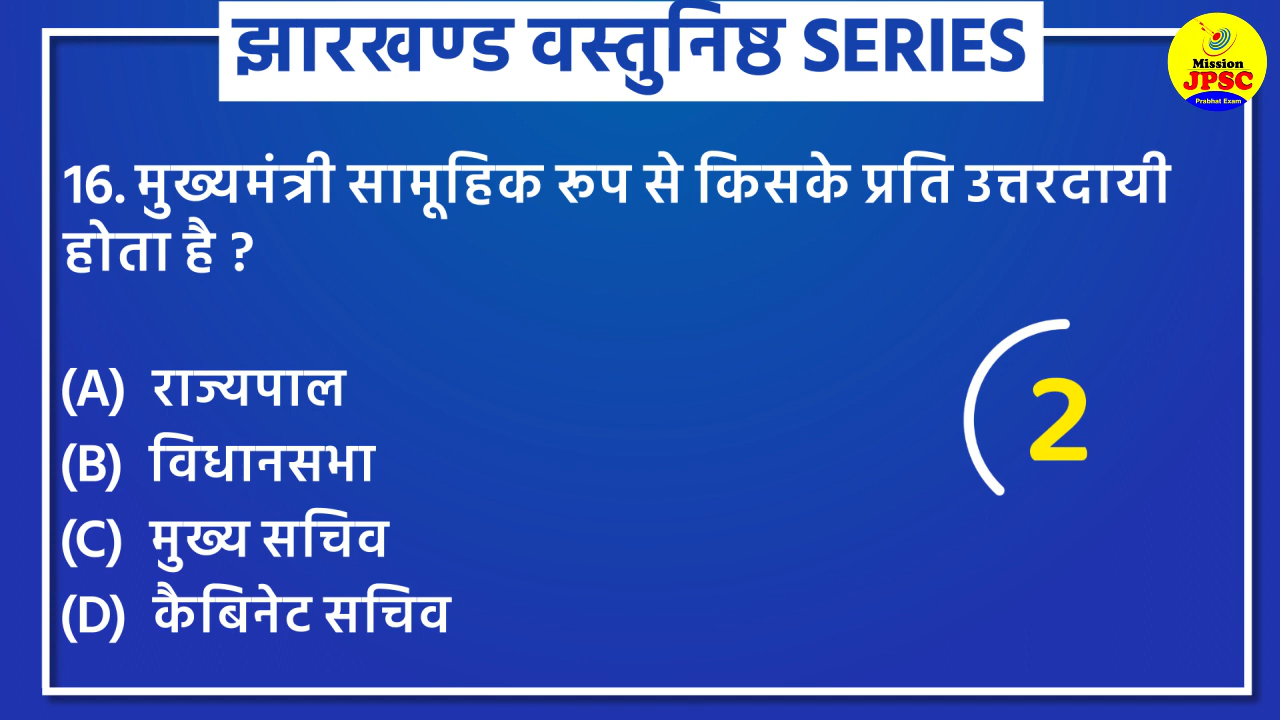 झारखण्ड वस्तुनिष्ठ SERIES
Mission
JPSC
Prabhat Exam
16. मुख्यमंत्री सामूहिक रूप से किसके प्रति उत्तरदायी
होता है ?
(A) राज्यपाल
(B) विधानसभा
(C) मुख्य सचिव
(D) कैबिनेट सचिव
2